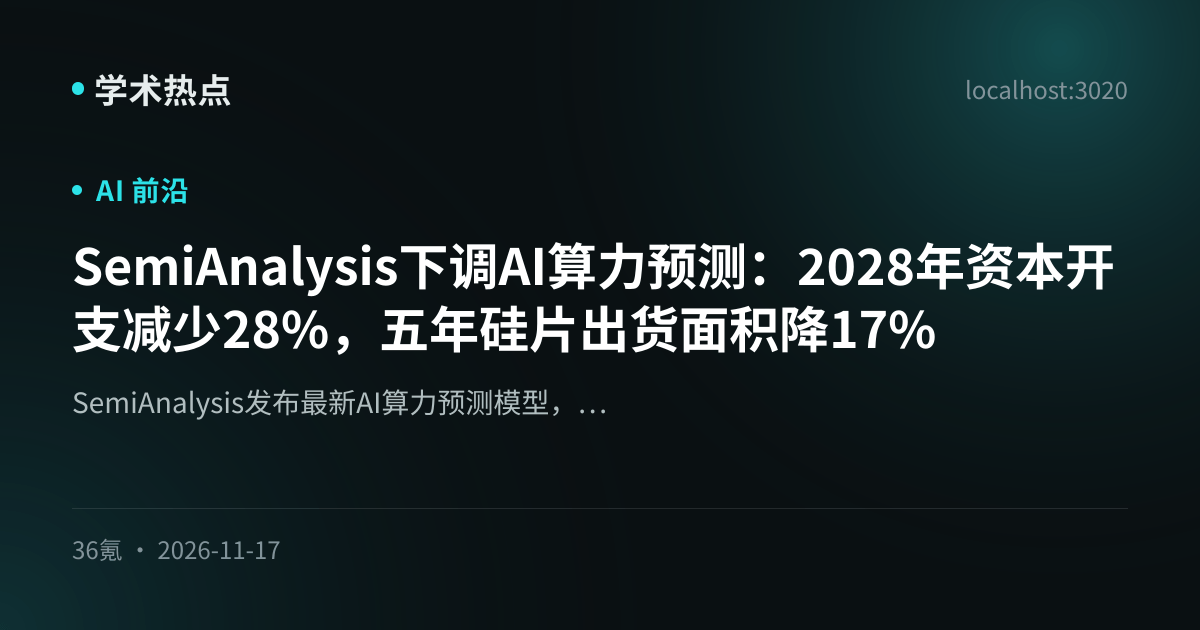 学术热点
localhost:3020
AI 前沿
SemiAnalysis下调AI算力预测：2028年资本开
支减少28%，五年硅片出货面积降17%
SemiAnalysis发布最新AI算力预测模型，…
36氪 · 2026-11-17